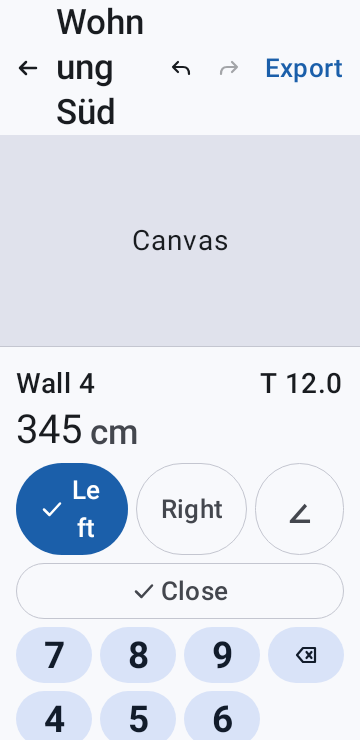 Wohn
ung
Süd
Export
Canvas
Wall 4 T 12.0
345 cm
Le
ft
Right
Close
7 8 9
4 5 6